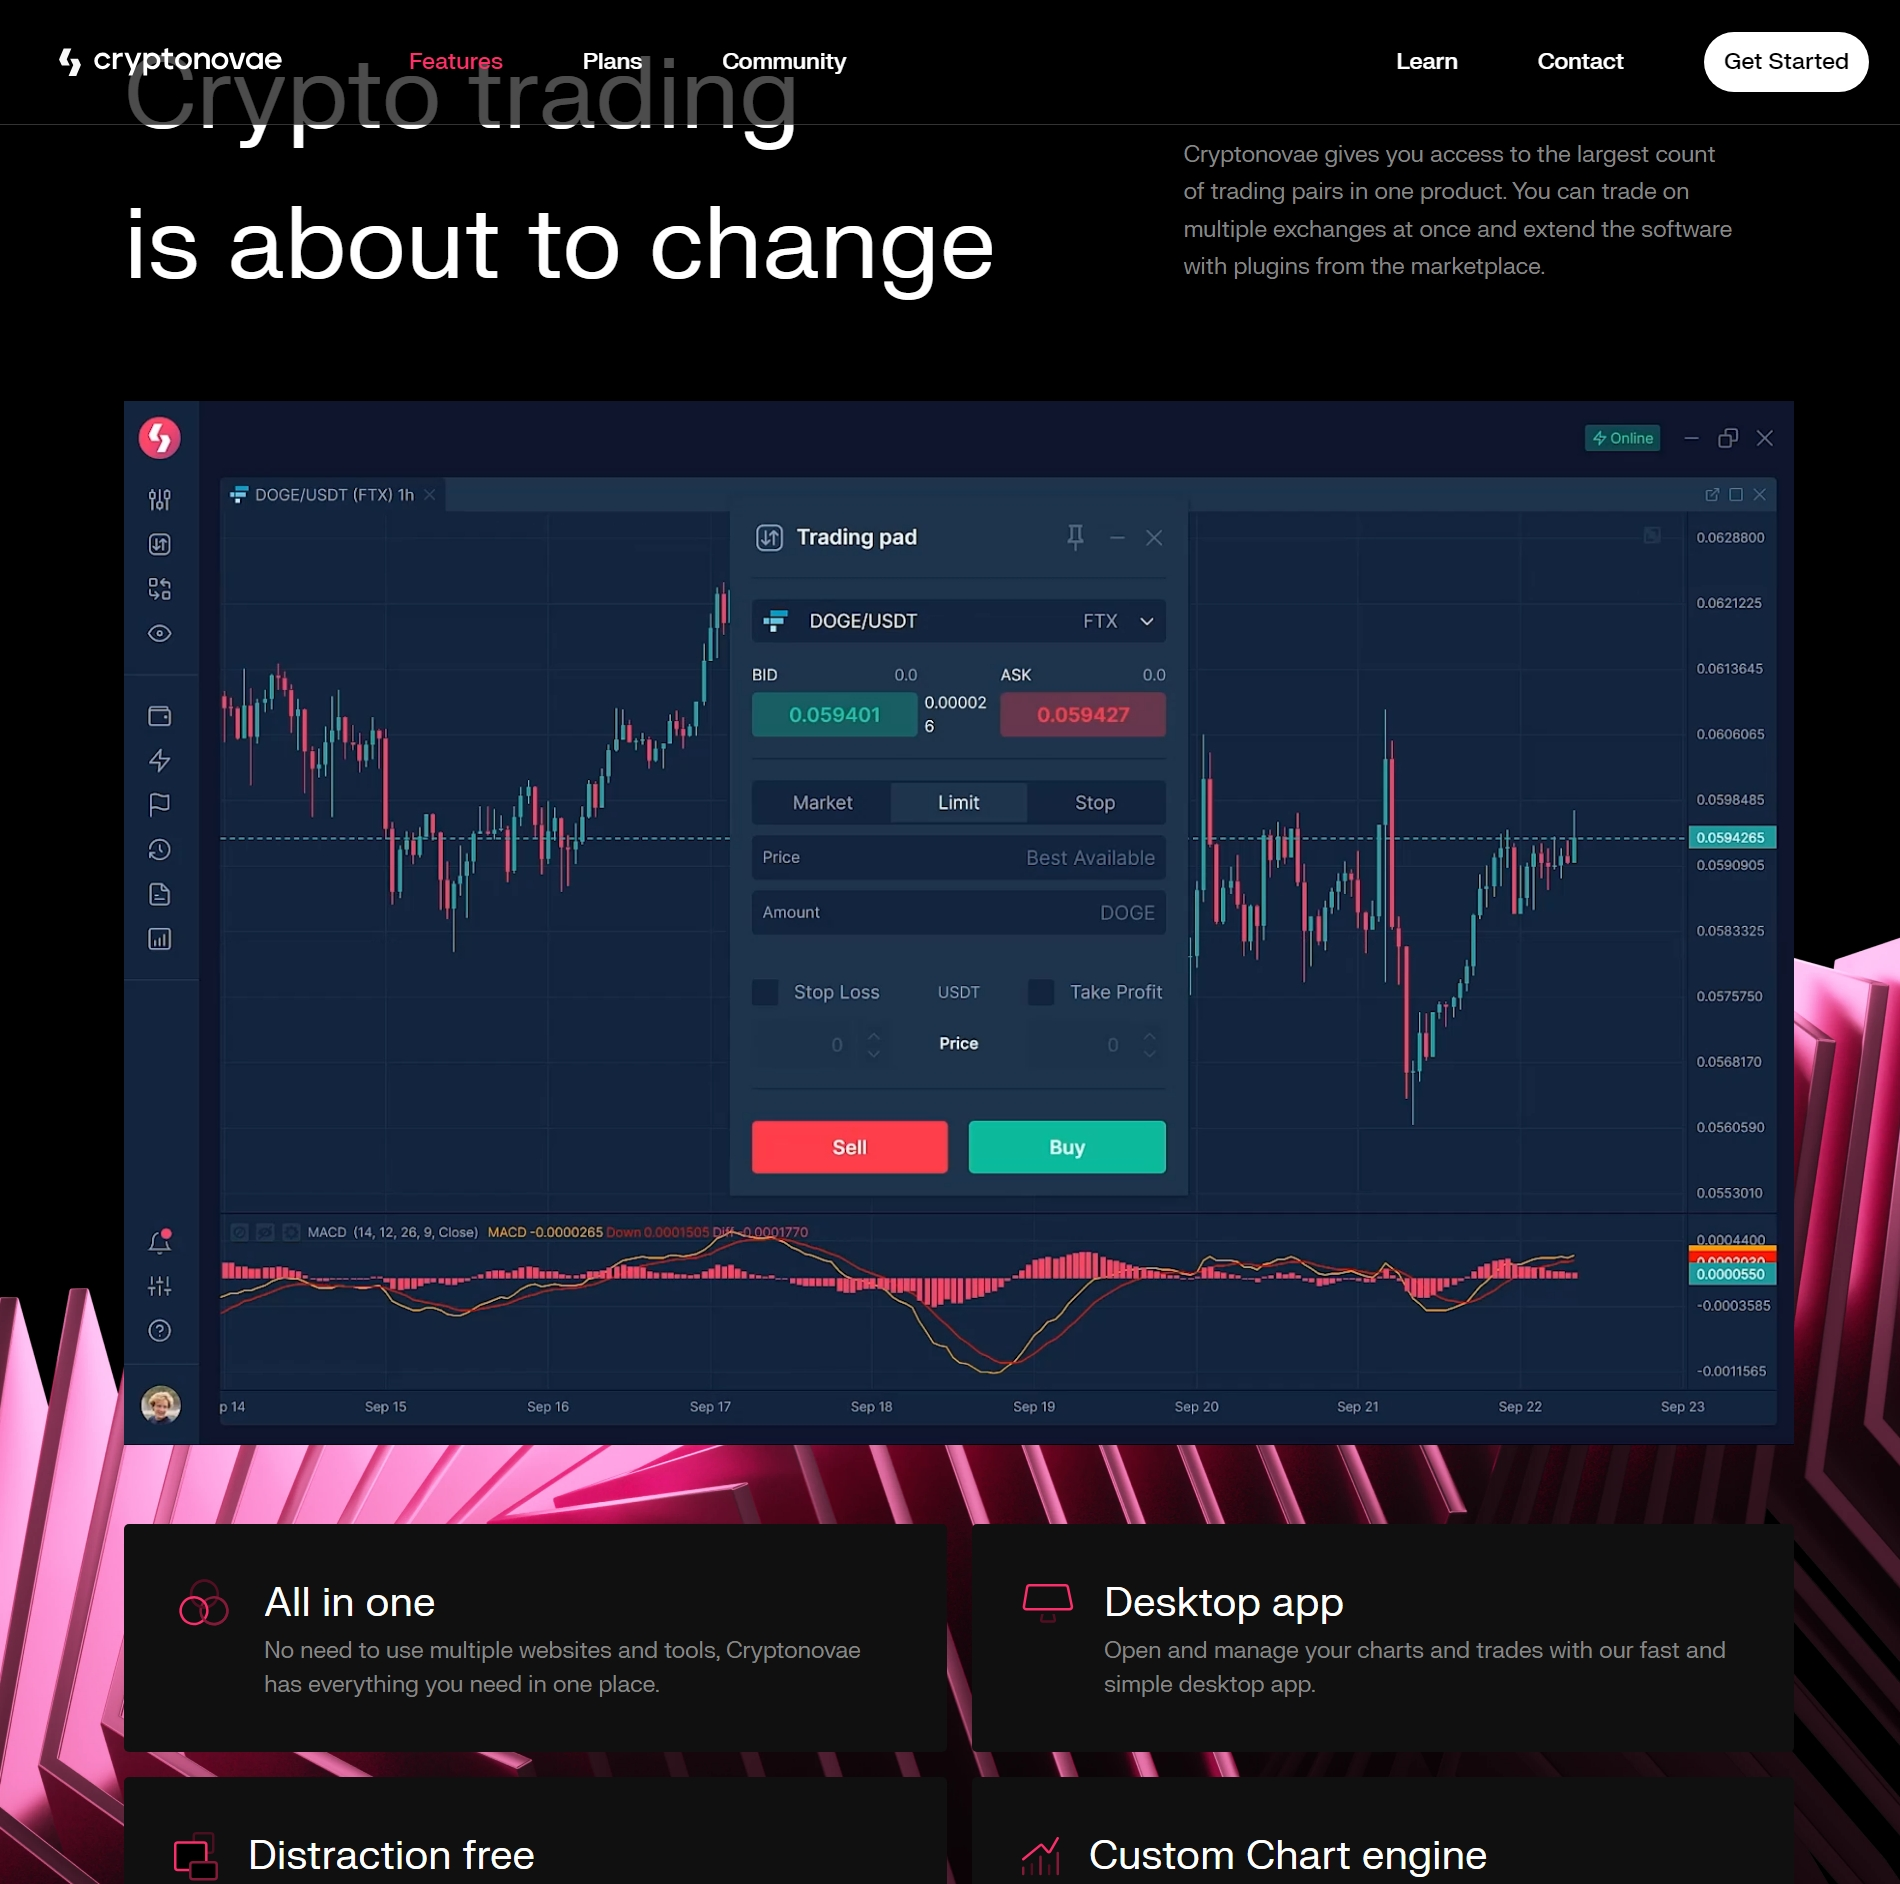 cryptonovae
Features
Plans
Community
Learn
Contact
Get Started
Crypto trading
is about to change
Cryptonovae gives you access to the largest count
of trading pairs in one product. You can trade on
multiple exchanges at once and extend the software
with plugins from the marketplace.
Online
DOGE/USDT (FTX) 1h
Trading pad
DOGE/USDT
FTX
BID
0.0
ASK
0.0
0.059401
0.00002
6
0.059427
Market
Limit
Stop
Price
Best Available
Amount
DOGE
Stop Loss
USDT
Take Profit
0
Price
0
Sell
Buy
0.0628800
0.0621225
0.0613645
0.0606065
0.0598485
0.0594265
0.0590905
0.0583325
0.0575750
0.0568170
0.0560590
0.0553010
MACD (14, 12, 26, 9, Close) MACD -0.0000265 Down 0.0001505 Diff -0.0001770
0.0004400
0.0000550
-0.0003585
-0.0011565
p 14
Sep 15
Sep 16
Sep 17
Sep 18
Sep 19
Sep 20
Sep 21
Sep 22
Sep 23
All in one
No need to use multiple websites and tools, Cryptonovae
has everything you need in one place.
Desktop app
Open and manage your charts and trades with our fast and
simple desktop app.
Distraction free
Custom Chart engine